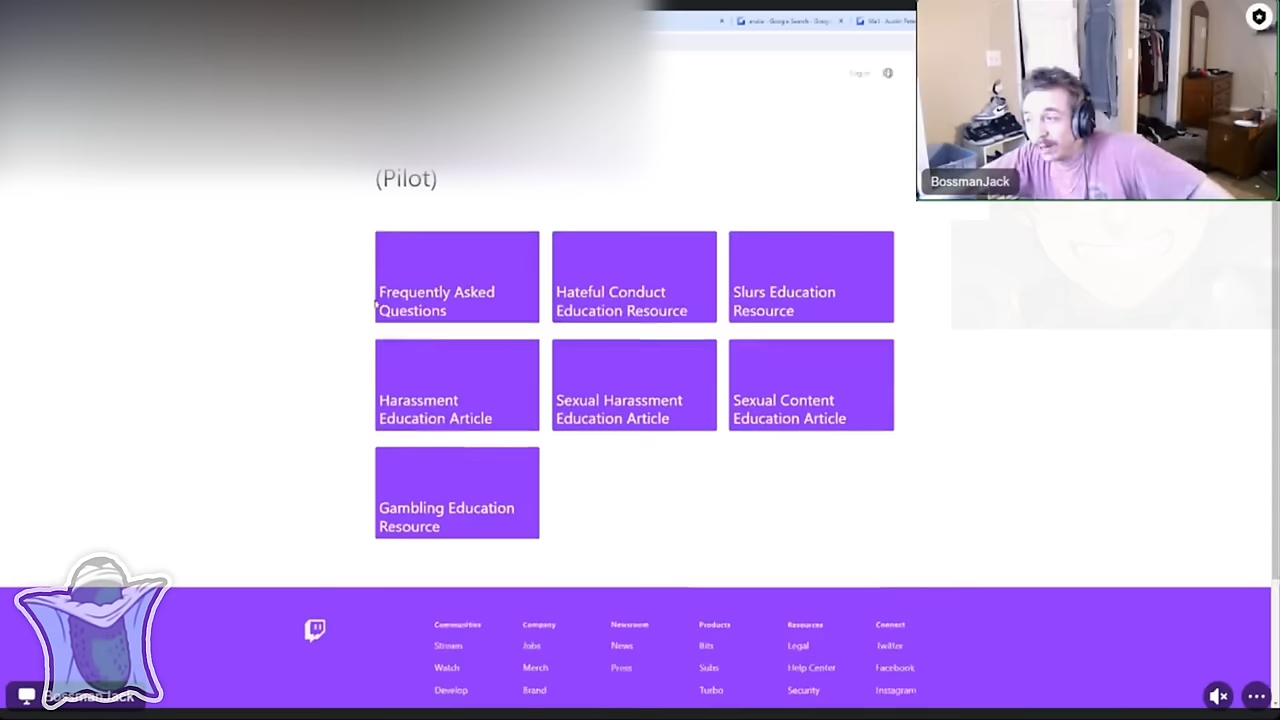 (Pilot)
BossmanJack
Frequently Asked
Questions
Hateful Conduct
Education Resource
Slurs Education
Resource
Harassment
Education Article
Sexual Harassment
Education Article
Sexual Content
Education Article
Gambling Education
Resource
Communities
Company
Newsroom
Products
Resources
Connect
Stream
Jobs
News
Bits
Legal
Twitter
Watch
Merch
Press
Subs
Help Center
Facebook
Develop
Brand
Turbo
Security
Instagram
BossmanJack